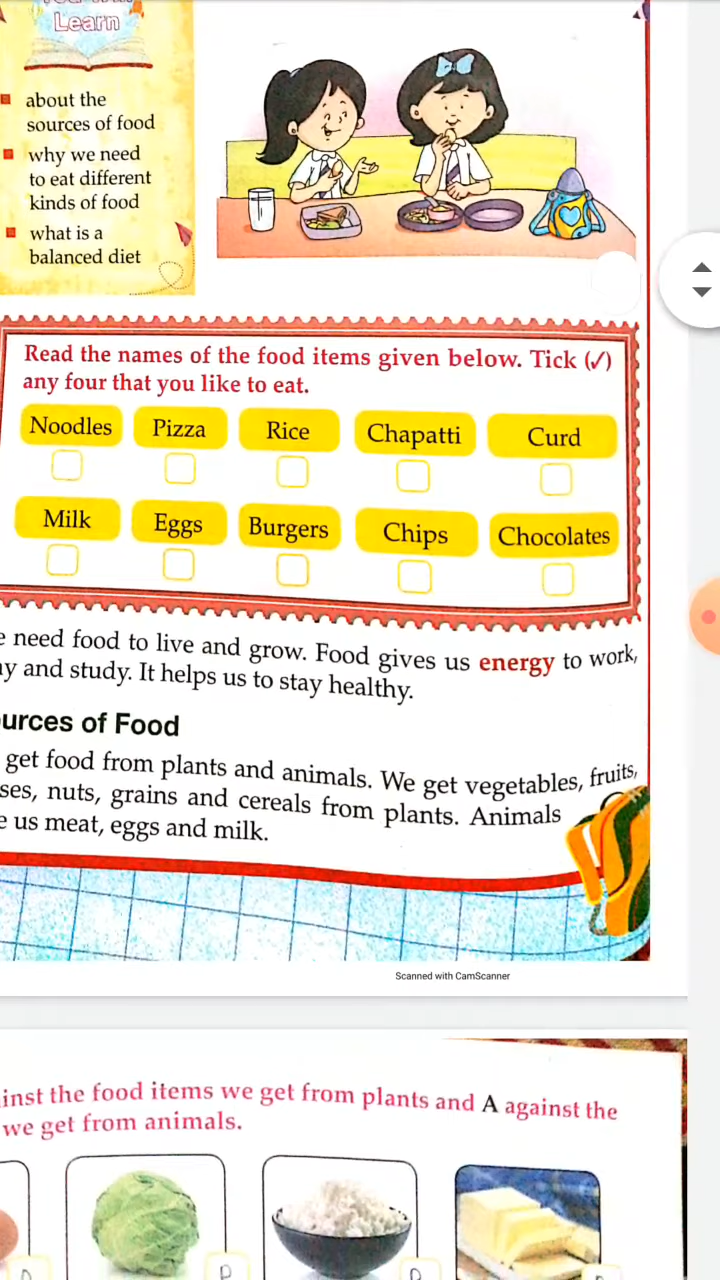 Learn
about the
sources of food
why we need
to eat different
kinds of food
what is a
balanced diet
Read the names of the food items given below. Tick (✓)
any four that you like to eat.
Noodles Pizza Rice Chapatti Curd
Milk Eggs Burgers Chips Chocolates
e need food to live and grow. Food gives us energy to work,
y and study. It helps us to stay healthy.
urces of Food
get food from plants and animals. We get vegetables, fruits,
ses, nuts, grains and cereals from plants. Animals
e us meat, eggs and milk.
Scanned with CamScanner
inst the food items we get from plants and A against the
we get from animals.
P